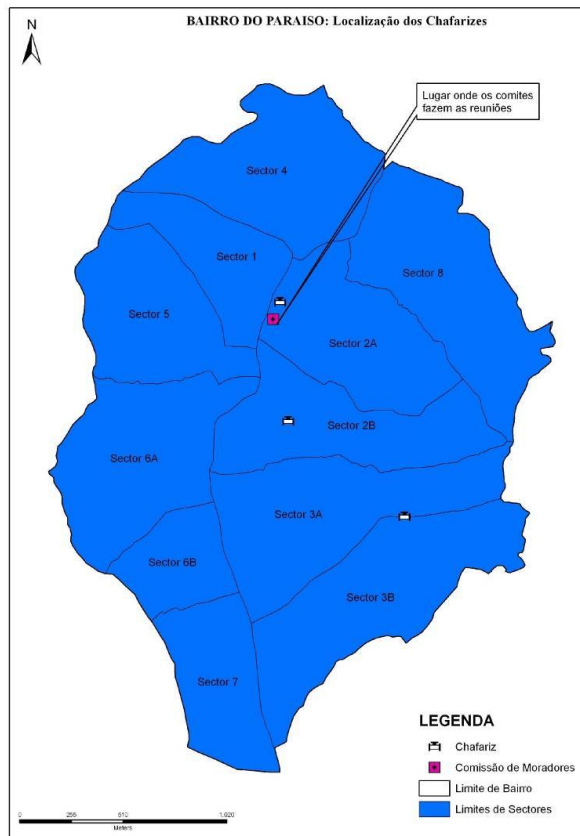 BAIRRO DO PARAISO: Localização dos Chafarizes
N
Lugar onde os comites
fazem as reuniões
Sector 4
Sector 1
Sector 8
Sector 5
Sector 2A
Sector 2B
Sector 6A
Sector 3A
Sector 6B
Sector 3B
Sector 7
LEGENDA
Chafariz
Comissão de Moradores
Limite de Bairro
Limites de Sectores
0 255 510 1.020
Meters